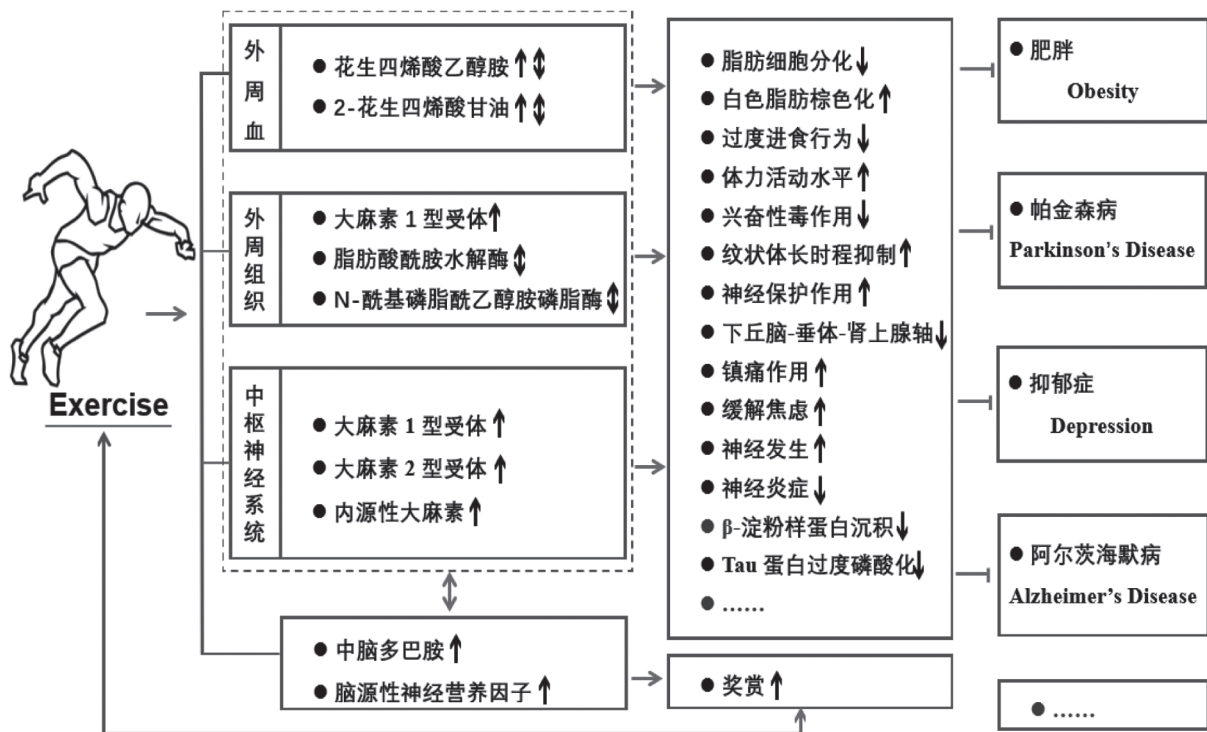 Exercise
外周血
● 花生四烯酸乙醇胺↑↕
● 2-花生四烯酸甘油↑↕
外周组织
● 大麻素 1 型受体↑
● 脂肪酸酰胺水解酶↕
● N-酰基磷脂酰乙醇胺磷脂酶↕
中枢神经系统
● 大麻素 1 型受体↑
● 大麻素 2 型受体↑
● 内源性大麻素↑
● 中脑多巴胺↑
● 脑源性神经营养因子↑
● 脂肪细胞分化↓
● 白色脂肪棕色化↑
● 过度进食行为↓
● 体力活动水平↑
● 兴奋性毒作用↓
● 纹状体长时程抑制↑
● 神经保护作用↑
● 下丘脑-垂体-肾上腺轴↓
● 镇痛作用↑
● 缓解焦虑↑
● 神经发生↑
● 神经炎症↓
● β-淀粉样蛋白沉积↓
● Tau 蛋白过度磷酸化↓
● ……
● 奖赏↑
● 肥胖
Obesity
● 帕金森病
Parkinson’s Disease
● 抑郁症
Depression
● 阿尔茨海默病
Alzheimer’s Disease
● ……